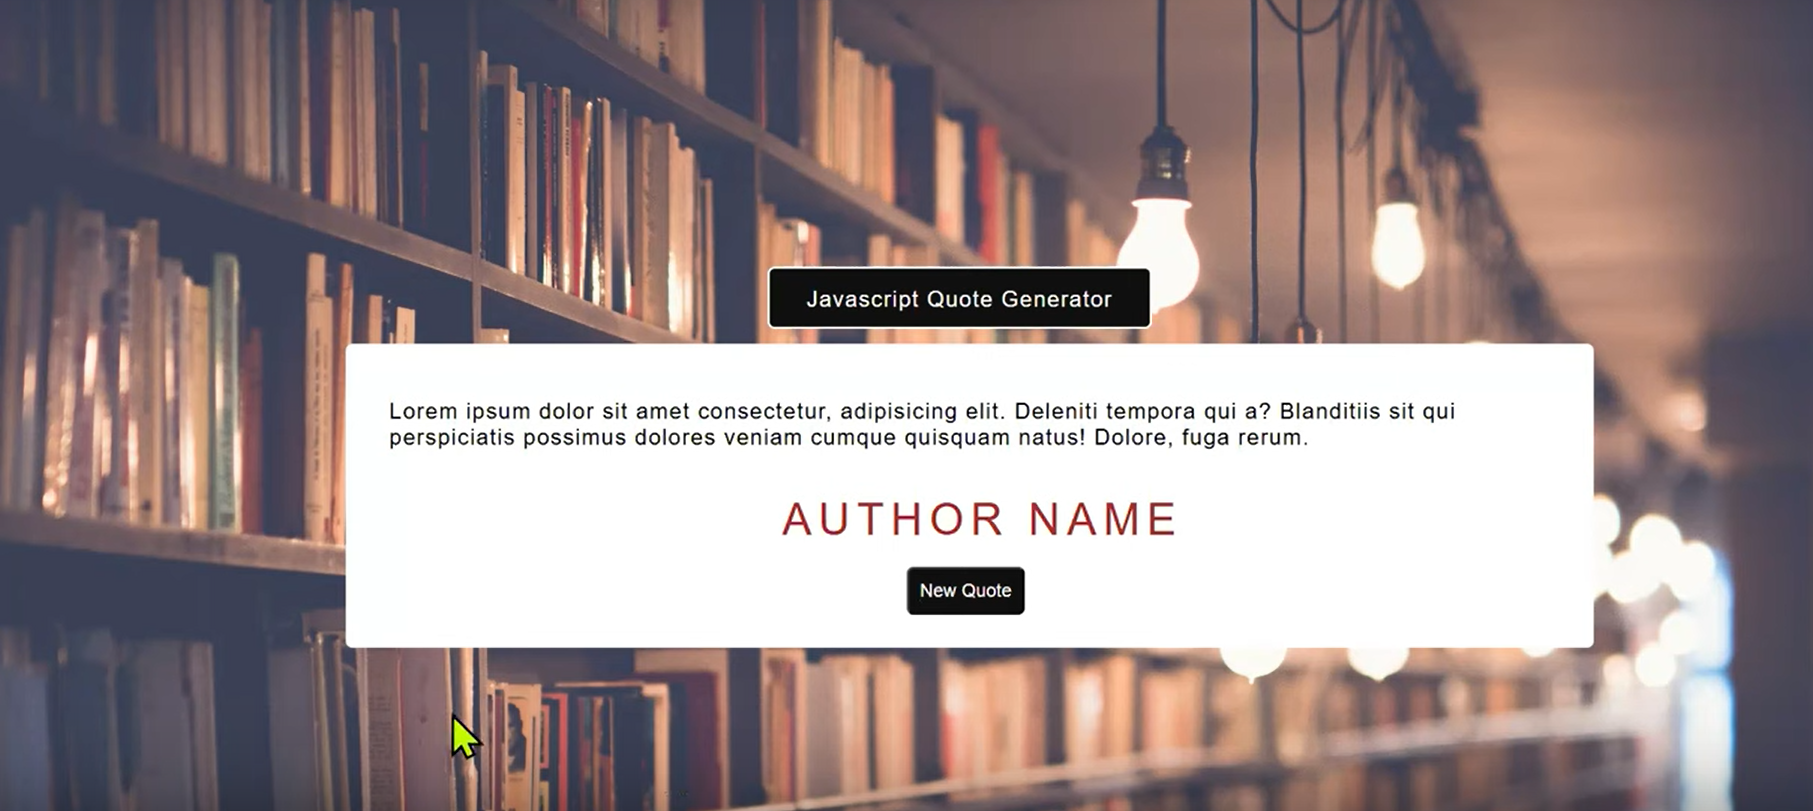 Javascript Quote Generator
Lorem ipsum dolor sit amet consectetur, adipisicing elit. Deleniti tempora qui a? Blanditiis sit qui
perspiciatis possimus dolores veniam cumque quisquam natus! Dolore, fuga rerum.
AUTHOR NAME
New Quote